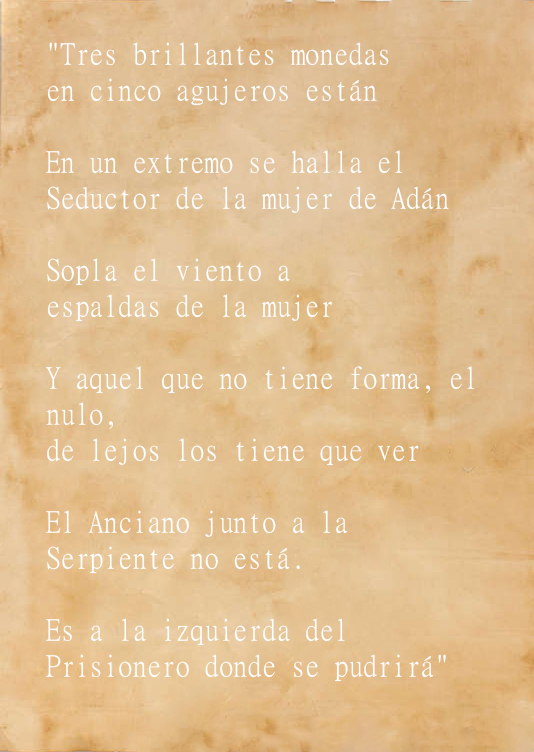 "Tres brillantes monedas
en cinco agujeros están
En un extremo se halla el
Seductor de la mujer de Adán
Sopla el viento a
espaldas de la mujer
Y aquel que no tiene forma, el
nulo,
de lejos los tiene que ver
El Anciano junto a la
Serpiente no está.
Es a la izquierda del
Prisionero donde se pudrirá"